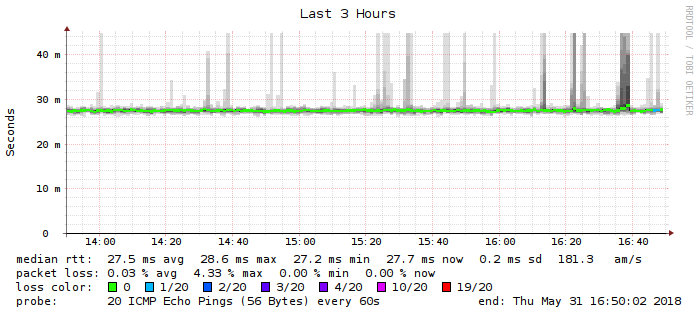 Last 3 Hours
RRDTOOL / TOBI OETIKER
Seconds
40 m
30 m
20 m
10 m
0
14:00 14:20 14:40 15:00 15:20 15:40 16:00 16:20 16:40
median rtt: 27.5 ms avg 28.6 ms max 27.2 ms min 27.7 ms now 0.2 ms sd 181.3 am/s
packet loss: 0.03 % avg 4.33 % max 0.00 % min 0.00 % now
loss color: 0 1/20 2/20 3/20 4/20 10/20 19/20
probe: 20 ICMP Echo Pings (56 Bytes) every 60s end: Thu May 31 16:50:02 2018